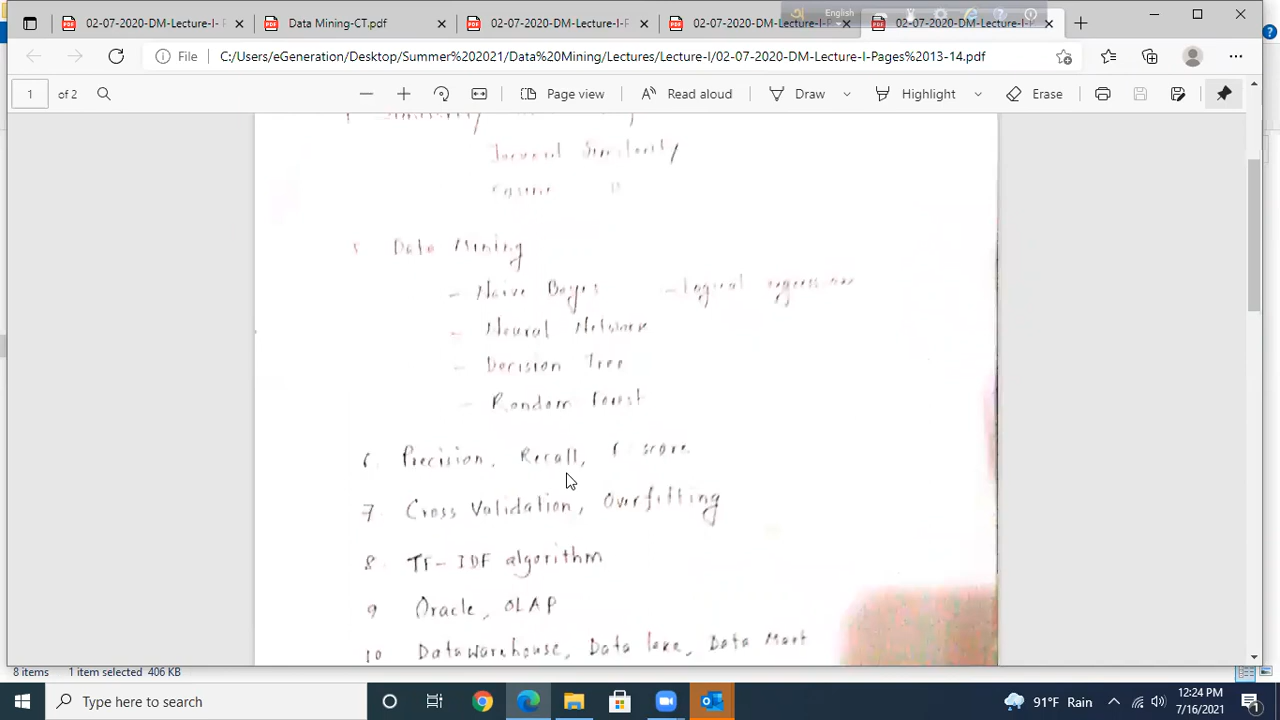 02-07-2020-DM-Lecture-I-F
Data Mining-CT.pdf
02-07-2020-DM-Lecture-I-F
02-07-2020-DM-Lecture-I-F
02-07-2020-DM-Lecture-I-F
English
File C:/Users/eGeneration/Desktop/Summer%202021/Data%20Mining/Lectures/Lecture-I/02-07-2020-DM-Lecture-I-Pages%2013-14.pdf
1 of 2 Page view Read aloud Draw Highlight Erase
Similarity
Similarity
5 Data Mining
- Naive Bayes - Logical regression
- Neural Network
- Decision Tree
- Random Forest
6 Precision, Recall, F score
7 Cross Validation, Overfitting
8 TF-IDF algorithm
9 Oracle, OLAP
10 Datawarehouse, Data lake, Data Mart
8 items 1 item selected 406 KB
Type here to search
91°F Rain
12:24 PM
7/16/2021